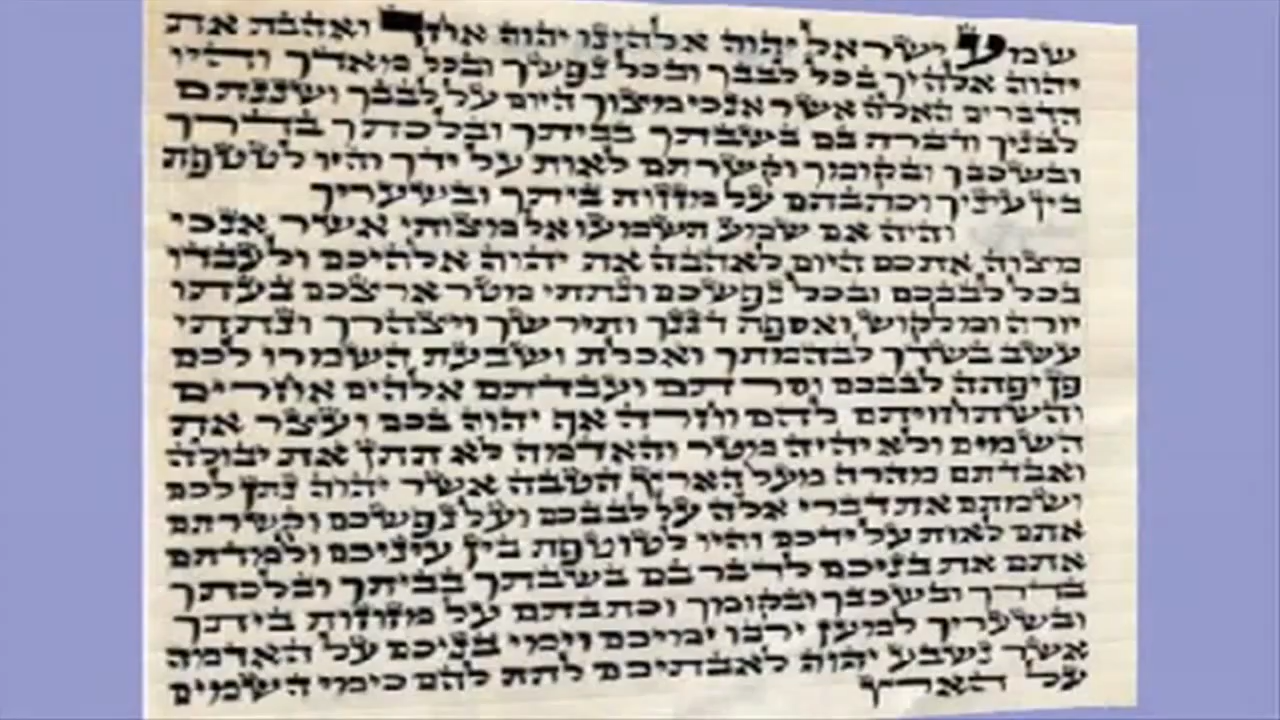 שמע ישראל יהוה אלהינו יהוה אחד ואהבת את
יהוה אלהיך בכל לבבך ובכל נפשך ובכל מאדך והיו
הדברים האלה אשר אנכי מצוך היום על לבבך ושננתם
לבניך ודברת בם בשבתך בביתך ובלכתך בדרך
ובשכבך ובקומך וקשרתם לאות על ידך והיו לטטפת
בין עיניך וכתבתם על מזזות ביתך ובשעריך
והיה אם שמע תשמעו אל מצותי אשר אנכי
מצוה אתכם היום לאהבה את יהוה אלהיכם ולעבדו
בכל לבבכם ובכל נפשכם ונתתי מטר ארצכם בעתו
יורה ומלקוש ואספת דגנך ותירשך ויצהרך ונתתי
עשב בשדך לבהמתך ואכלת ושבעת השמרו לכם
פן יפתה לבבכם וסרתם ועבדתם אלהים אחרים
והשתחויתם להם וחרה אף יהוה בכם ועצר את
השמים ולא יהיה מטר והאדמה לא תתן את יבולה
ואבדתם מהרה מעל הארץ הטבה אשר יהוה נתן לכם
ושמתם את דברי אלה על לבבכם ועל נפשכם וקשרתם
אתם לאות על ידכם והיו לטוטפת בין עיניכם ולמדתם
אתם את בניכם לדבר בם בשבתך בביתך ובלכתך
בדרך ובשכבך ובקומך וכתבתם על מזוזות ביתך
ובשעריך למען ירבו ימיכם וימי בניכם על האדמה
אשר נשבע יהוה לאבתיכם לתת להם כימי השמים
על הארץ